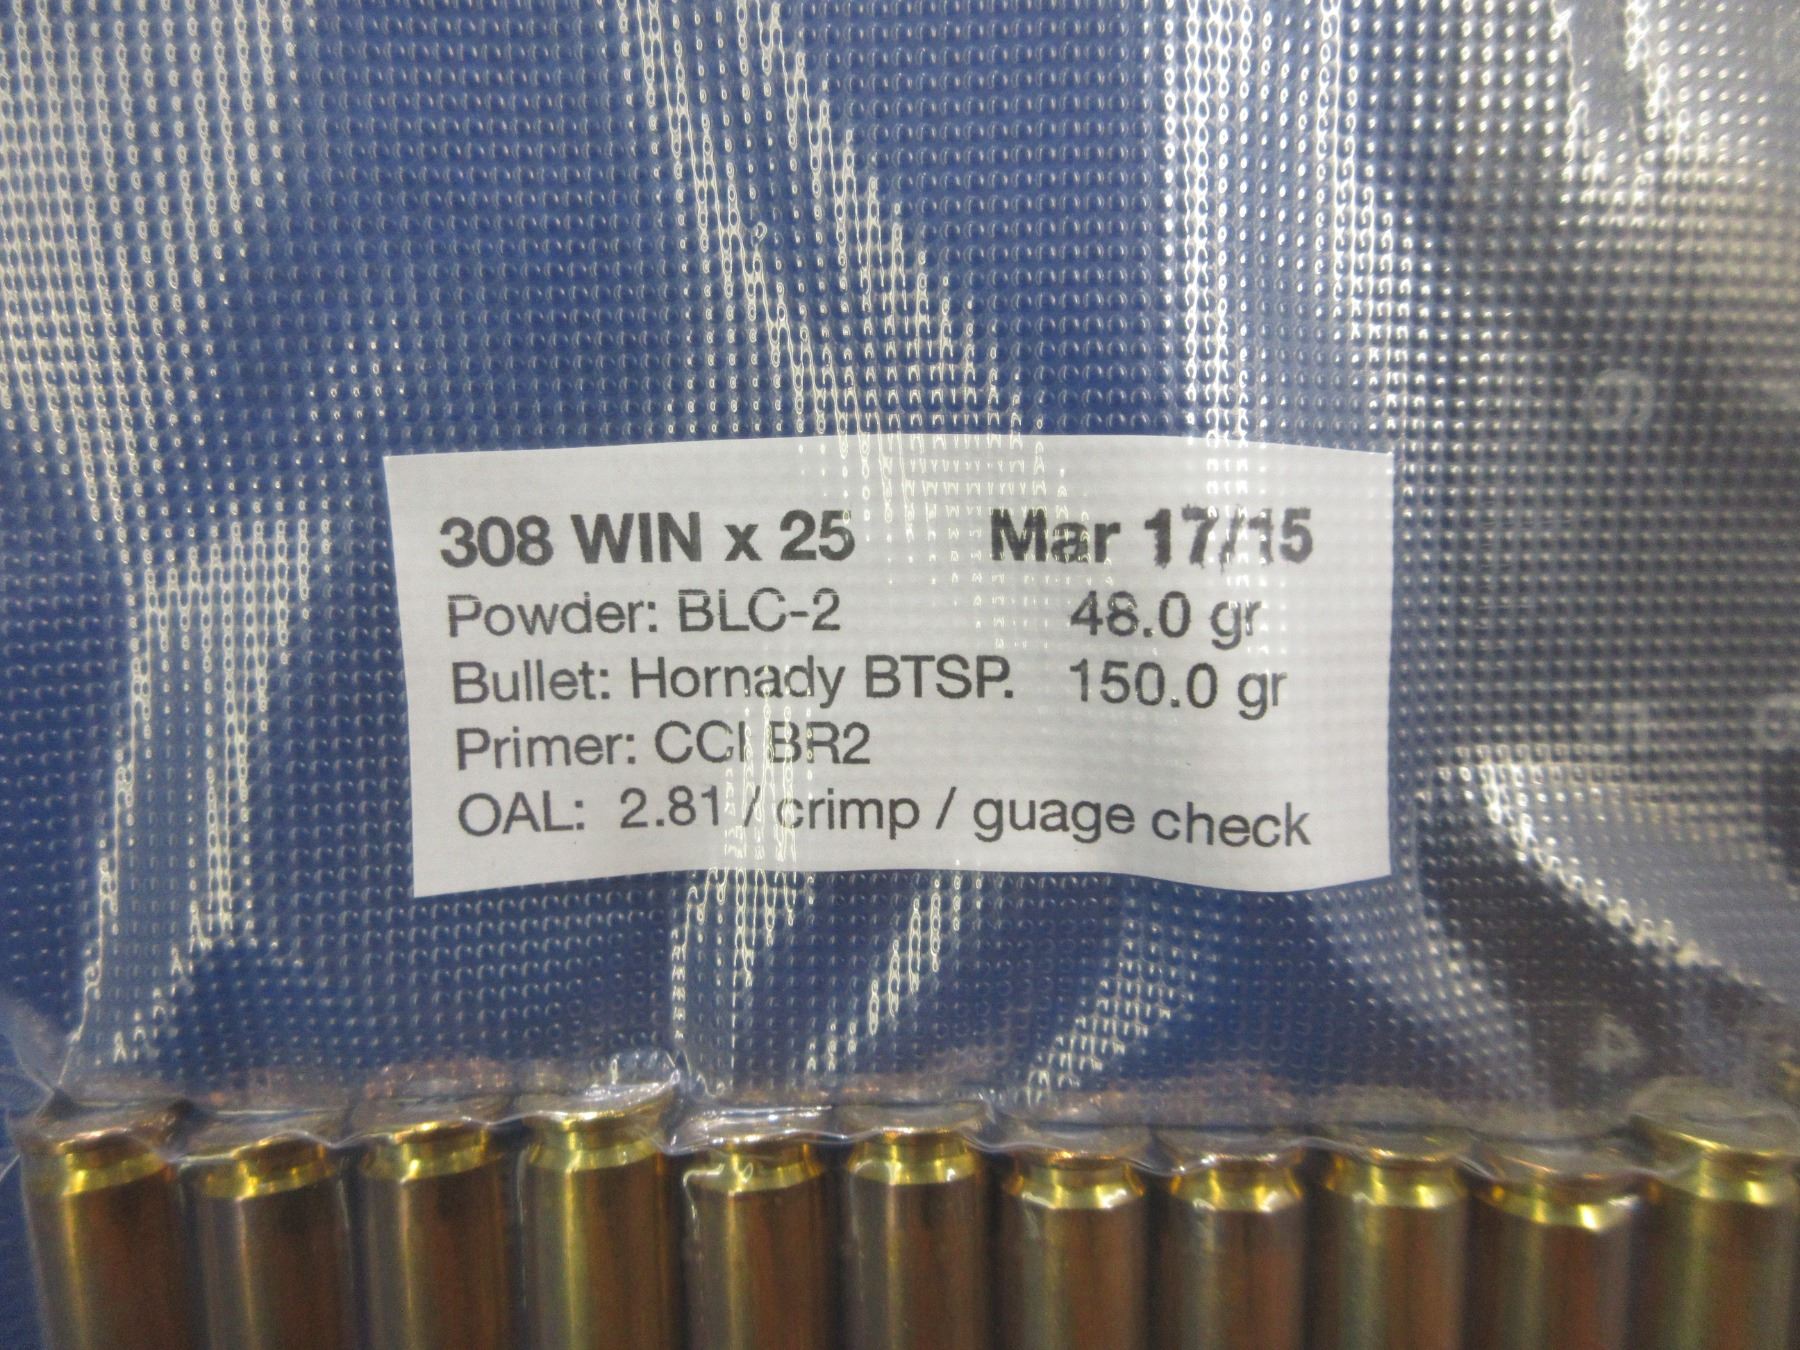 308 WIN x 25 Mar 17/15
Powder: BLC-2 48.0 gr
Bullet: Hornady BTSP. 150.0 gr
Primer: CCI BR2
OAL: 2.81 / crimp / guage check